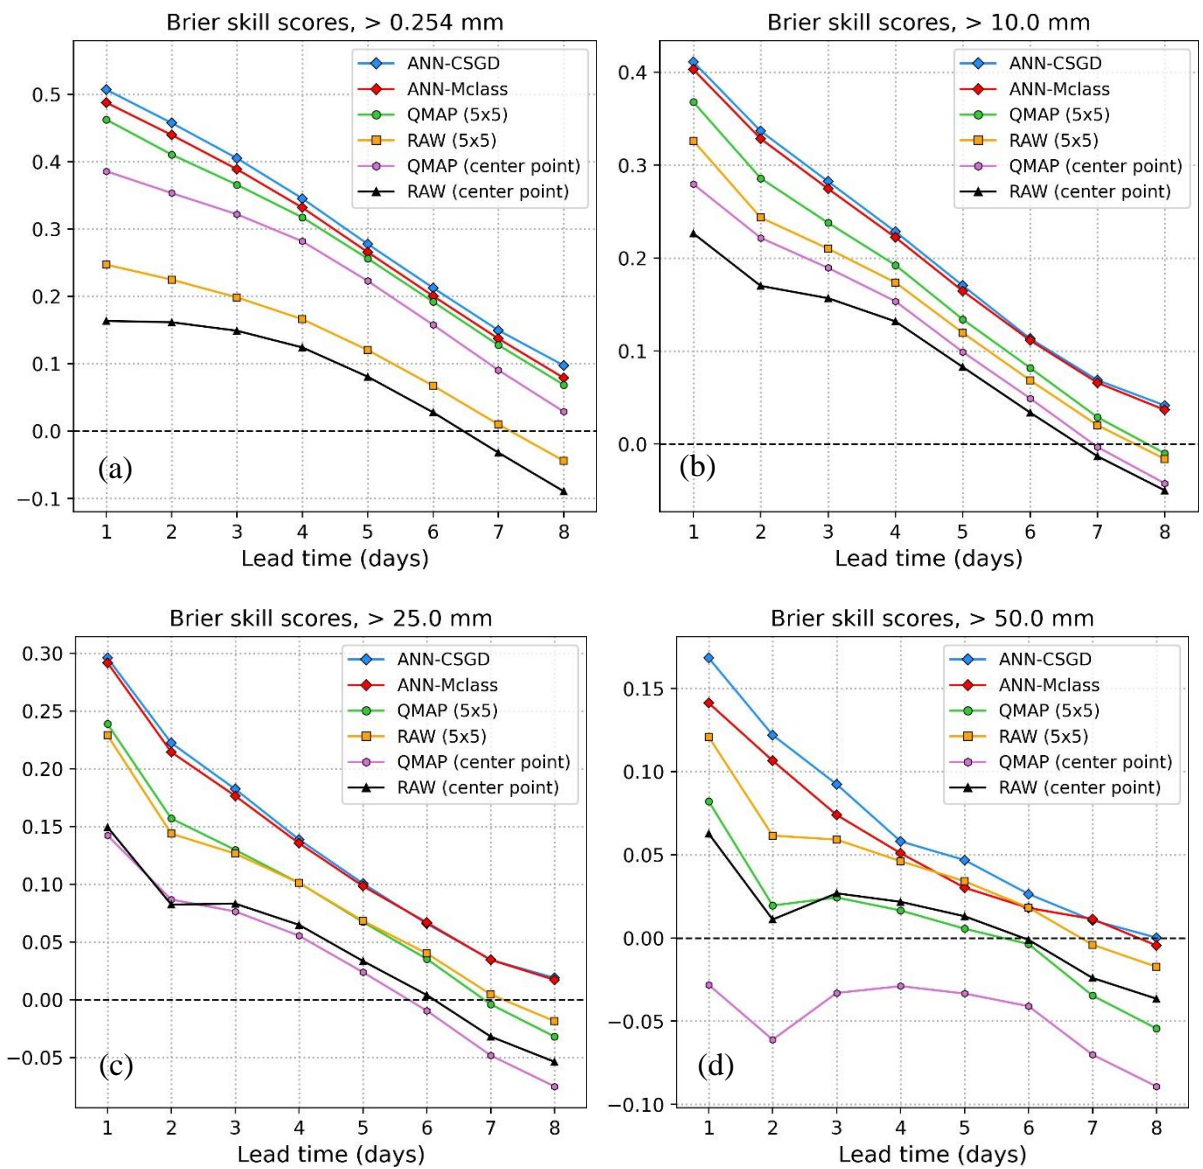 Brier skill scores, > 0.254 mm
ANN-CSGD
ANN-Mclass
QMAP (5x5)
RAW (5x5)
QMAP (center point)
RAW (center point)
0.5
0.4
0.3
0.2
0.1
0.0
−0.1
(a)
1 2 3 4 5 6 7 8
Lead time (days)
Brier skill scores, > 10.0 mm
ANN-CSGD
ANN-Mclass
QMAP (5x5)
RAW (5x5)
QMAP (center point)
RAW (center point)
0.4
0.3
0.2
0.1
0.0
(b)
1 2 3 4 5 6 7 8
Lead time (days)
Brier skill scores, > 25.0 mm
ANN-CSGD
ANN-Mclass
QMAP (5x5)
RAW (5x5)
QMAP (center point)
RAW (center point)
0.30
0.25
0.20
0.15
0.10
0.05
0.00
−0.05
(c)
1 2 3 4 5 6 7 8
Lead time (days)
Brier skill scores, > 50.0 mm
ANN-CSGD
ANN-Mclass
QMAP (5x5)
RAW (5x5)
QMAP (center point)
RAW (center point)
0.15
0.10
0.05
0.00
−0.05
−0.10
(d)
1 2 3 4 5 6 7 8
Lead time (days)